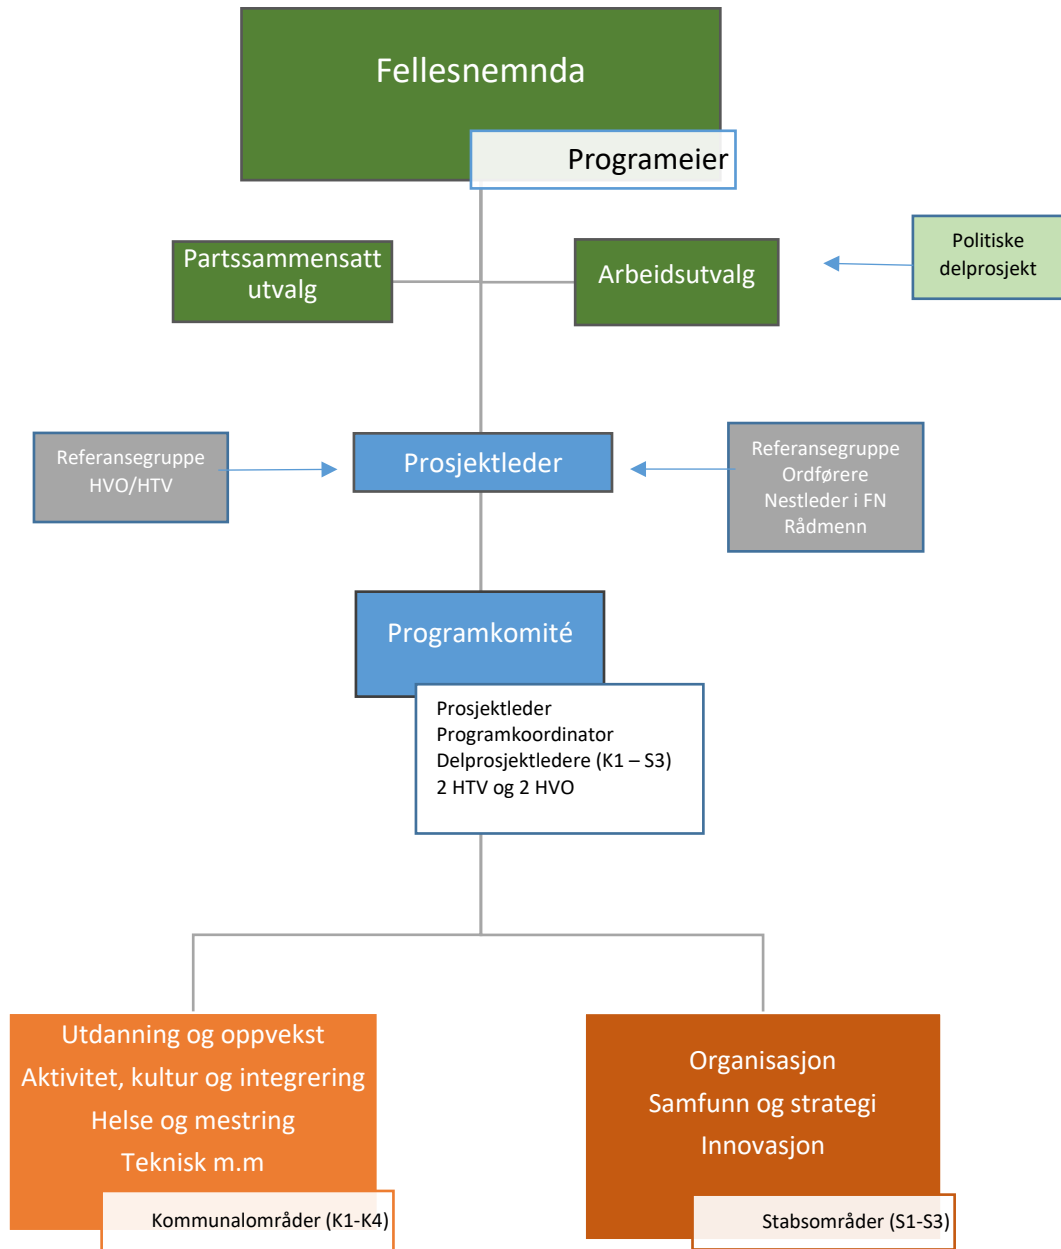 Fellesnemnda
Programeier
Partssammensatt
utvalg
Arbeidsutvalg
Politiske
delprosjekt
Referansegruppe
HVO/HTV
Prosjektleder
Referansegruppe
Ordførere
Nestleder i FN
Rådmenn
Programkomité
Prosjektleder
Programkoordinator
Delprosjektledere (K1 – S3)
2 HTV og 2 HVO
Utdanning og oppvekst
Aktivitet, kultur og integrering
Helse og mestring
Teknisk m.m
Kommunalområder (K1-K4)
Organisasjon
Samfunn og strategi
Innovasjon
Stabsområder (S1-S3)